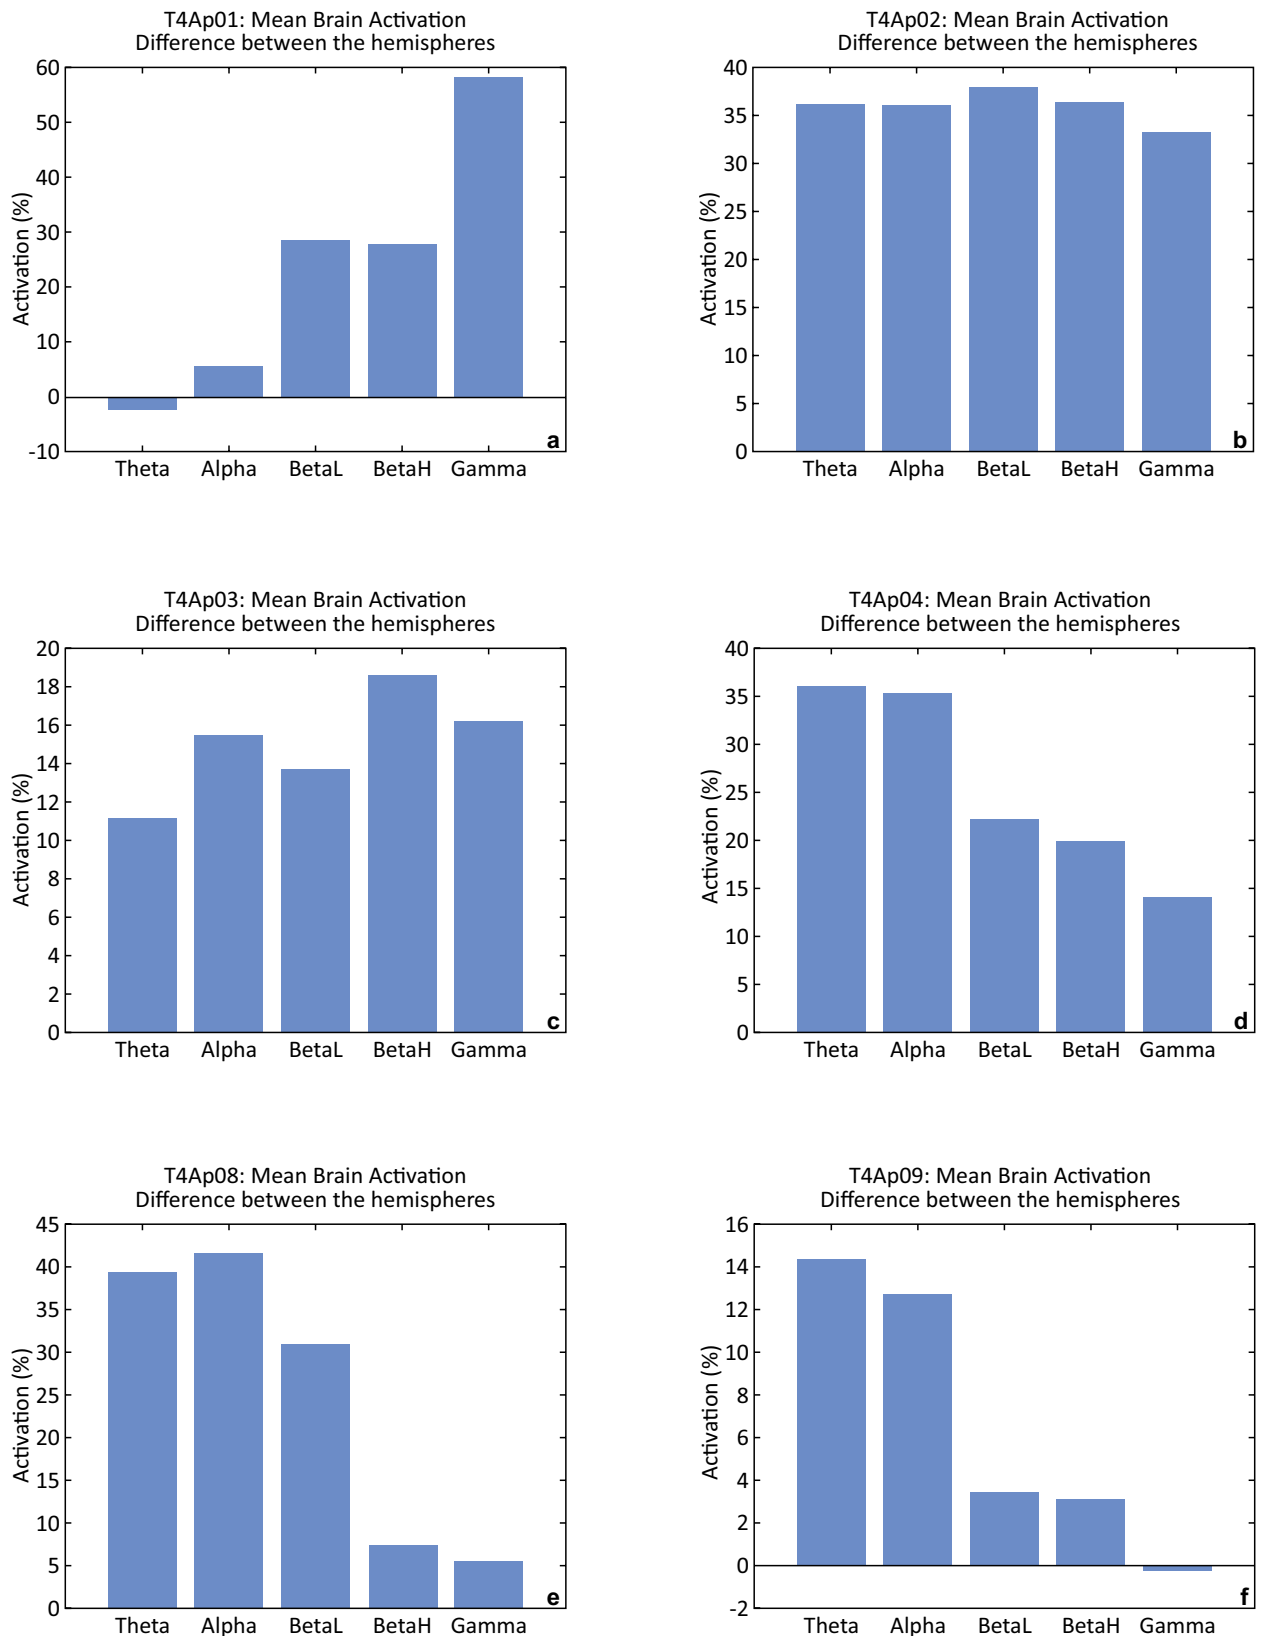 T4Ap01: Mean Brain Activation
Difference between the hemispheres
60
50
40
30
20
10
0
-10
Activation (%)
Theta Alpha BetaL BetaH Gamma
a
T4Ap02: Mean Brain Activation
Difference between the hemispheres
40
35
30
25
20
15
10
5
0
Activation (%)
Theta Alpha BetaL BetaH Gamma
b
T4Ap03: Mean Brain Activation
Difference between the hemispheres
20
18
16
14
12
10
8
6
4
2
0
Activation (%)
Theta Alpha BetaL BetaH Gamma
c
T4Ap04: Mean Brain Activation
Difference between the hemispheres
40
35
30
25
20
15
10
5
0
Activation (%)
Theta Alpha BetaL BetaH Gamma
d
T4Ap08: Mean Brain Activation
Difference between the hemispheres
45
40
35
30
25
20
15
10
5
0
Activation (%)
Theta Alpha BetaL BetaH Gamma
e
T4Ap09: Mean Brain Activation
Difference between the hemispheres
16
14
12
10
8
6
4
2
0
-2
Activation (%)
Theta Alpha BetaL BetaH Gamma
f